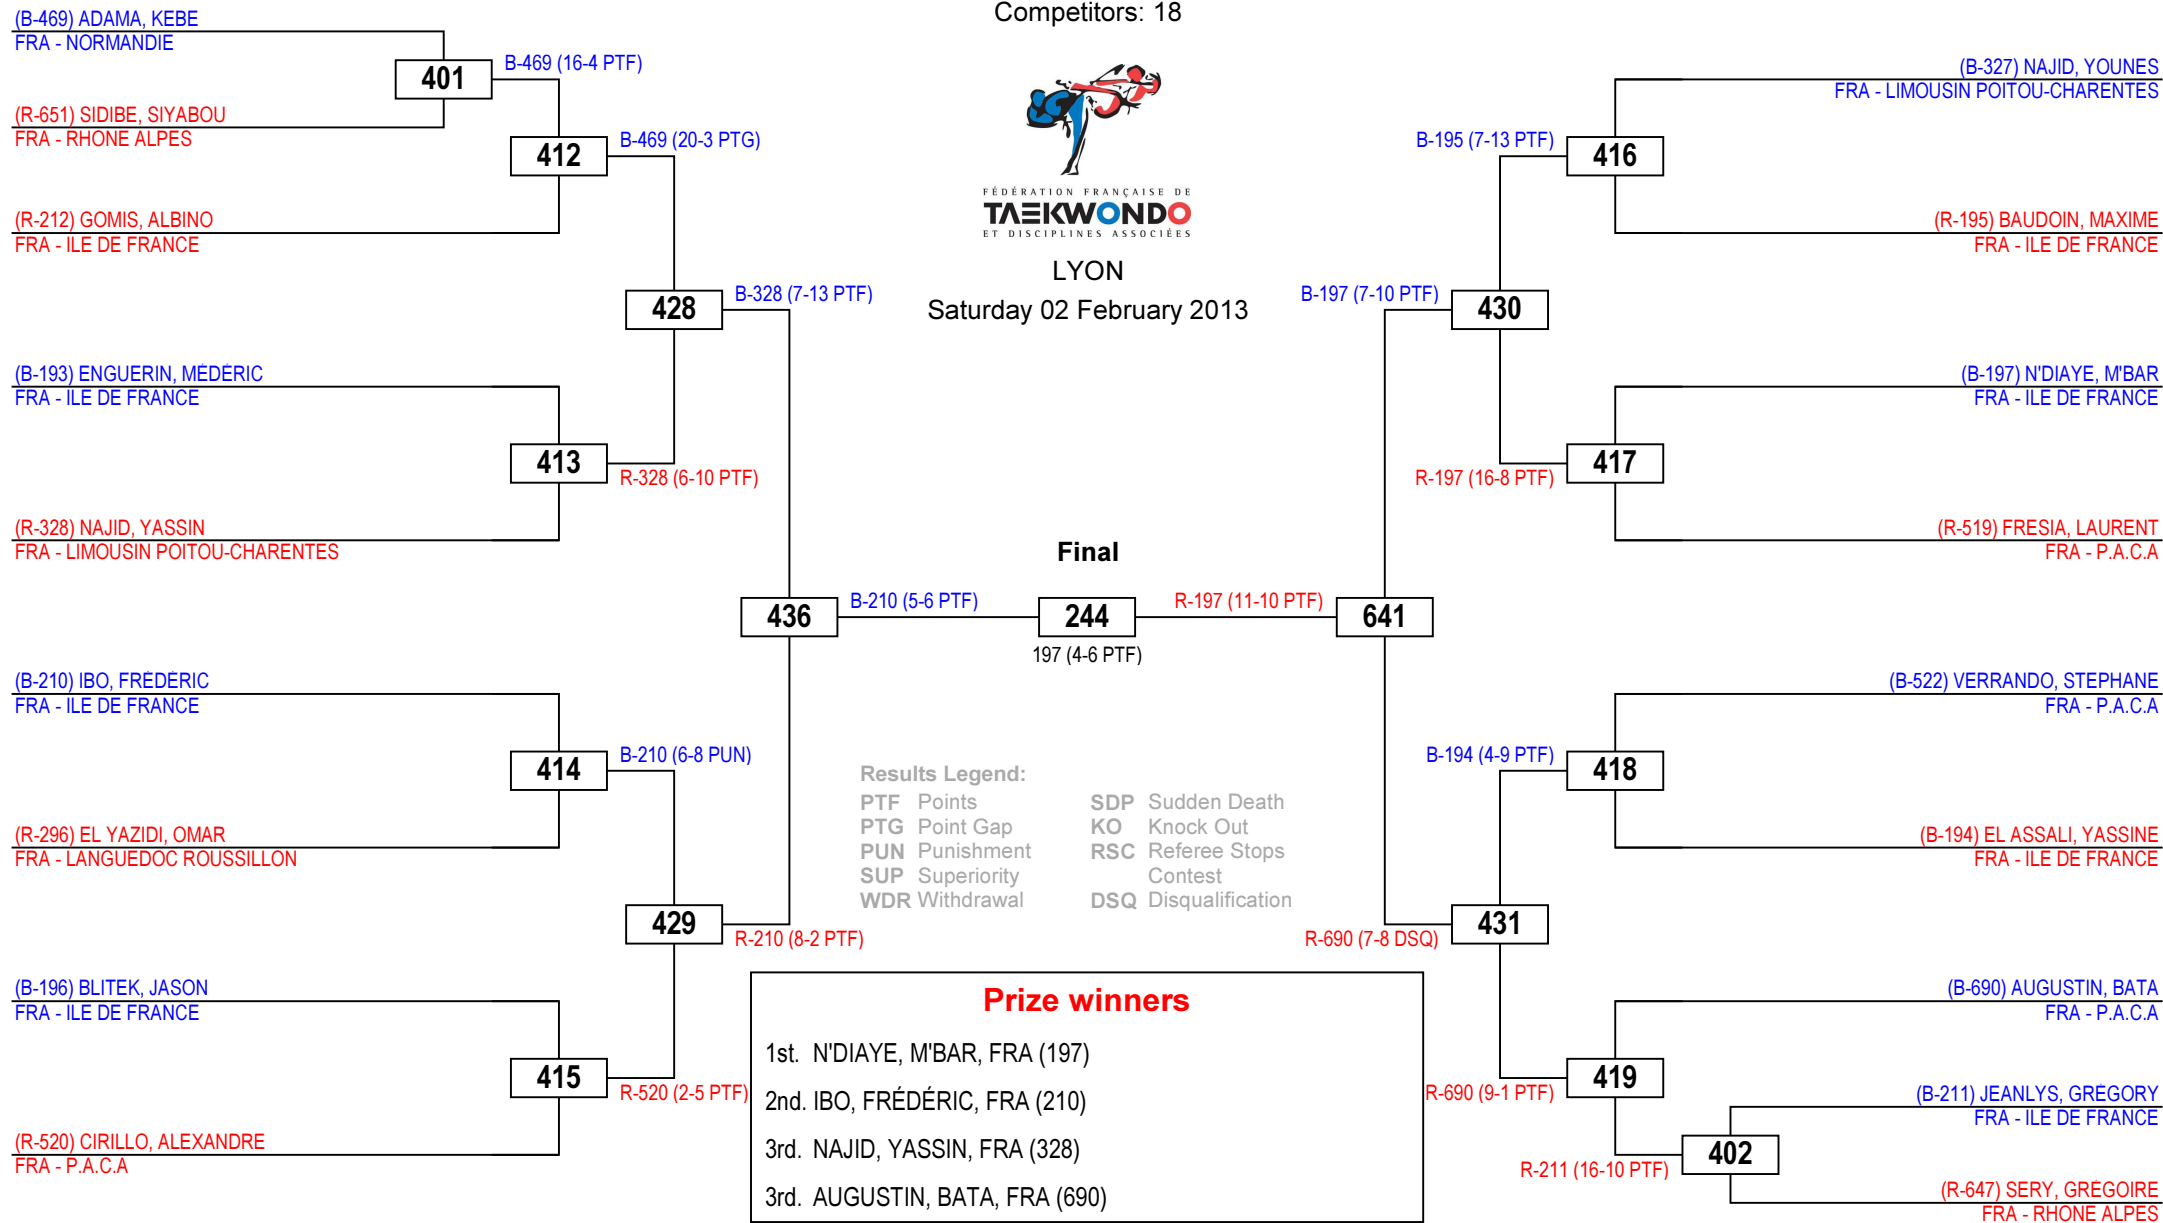 Competitors: 18
FÉDÉRATION FRANÇAISE DE
TAEKWONDO
ET DISCIPLINES ASSOCIÉES
LYON
Saturday 02 February 2013
(B-469) ADAMA, KEBE
FRA - NORMANDIE
401
B-469 (16-4 PTF)
(R-651) SIDIBE, SIYABOU
FRA - RHONE ALPES
412
B-469 (20-3 PTG)
(R-212) GOMIS, ALBINO
FRA - ILE DE FRANCE
428
B-328 (7-13 PTF)
(B-193) ENGUERIN, MÉDÉRIC
FRA - ILE DE FRANCE
413
R-328 (6-10 PTF)
(R-328) NAJID, YASSIN
FRA - LIMOUSIN POITOU-CHARENTES
436
B-210 (5-6 PTF)
(B-210) IBO, FRÉDÉRIC
FRA - ILE DE FRANCE
414
B-210 (6-8 PUN)
(R-296) EL YAZIDI, OMAR
FRA - LANGUEDOC ROUSSILLON
429
R-210 (8-2 PTF)
(B-196) BLITEK, JASON
FRA - ILE DE FRANCE
415
R-520 (2-5 PTF)
(R-520) CIRILLO, ALEXANDRE
FRA - P.A.C.A
Final
244
197 (4-6 PTF)
(B-327) NAJID, YOUNES
FRA - LIMOUSIN POITOU-CHARENTES
B-195 (7-13 PTF)
416
(R-195) BAUDOIN, MAXIME
FRA - ILE DE FRANCE
B-197 (7-10 PTF)
430
(B-197) N'DIAYE, M'BAR
FRA - ILE DE FRANCE
417
R-197 (16-8 PTF)
(R-519) FRESIA, LAURENT
FRA - P.A.C.A
R-197 (11-10 PTF)
641
(B-522) VERRANDO, STEPHANE
FRA - P.A.C.A
B-194 (4-9 PTF)
418
(B-194) EL ASSALI, YASSINE
FRA - ILE DE FRANCE
431
R-690 (7-8 DSQ)
(B-690) AUGUSTIN, BATA
FRA - P.A.C.A
419
R-690 (9-1 PTF)
(B-211) JEANLYS, GRÉGORY
FRA - ILE DE FRANCE
402
R-211 (16-10 PTF)
(R-647) SERY, GRÉGOIRE
FRA - RHONE ALPES
Results Legend:
PTF Points
PTG Point Gap
PUN Punishment
SUP Superiority
WDR Withdrawal
SDP Sudden Death
KO Knock Out
RSC Referee Stops
Contest
DSQ Disqualification
Prize winners
1st. N'DIAYE, M'BAR, FRA (197)
2nd. IBO, FRÉDÉRIC, FRA (210)
3rd. NAJID, YASSIN, FRA (328)
3rd. AUGUSTIN, BATA, FRA (690)